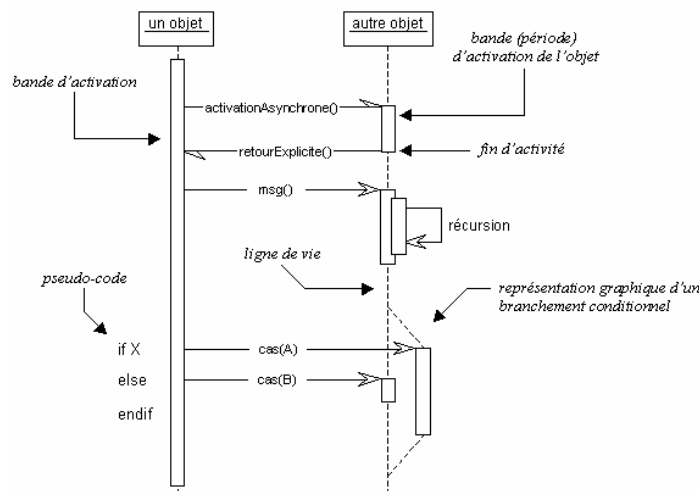 un objet
autre objet
bande (période)
d'activation de l'objet
bande d'activation
activationAsynchrone()
retourExplicite()
fin d'activité
msg()
récursion
ligne de vie
pseudo-code
représentation graphique d'un
branchement conditionnel
if X
cas(A)
else
cas(B)
endif